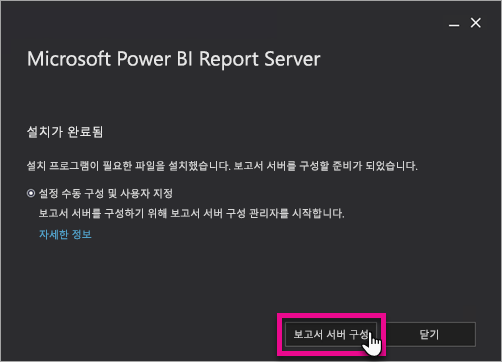 Microsoft Power BI Report Server
설치가 완료됨
설치 프로그램이 필요한 파일을 설치했습니다. 보고서 서버를 구성할 준비가 되었습니다.
설정 수동 구성 및 사용자 지정
보고서 서버를 구성하기 위해 보고서 서버 구성 관리자를 시작합니다.
자세한 정보
보고서 서버 구성
닫기